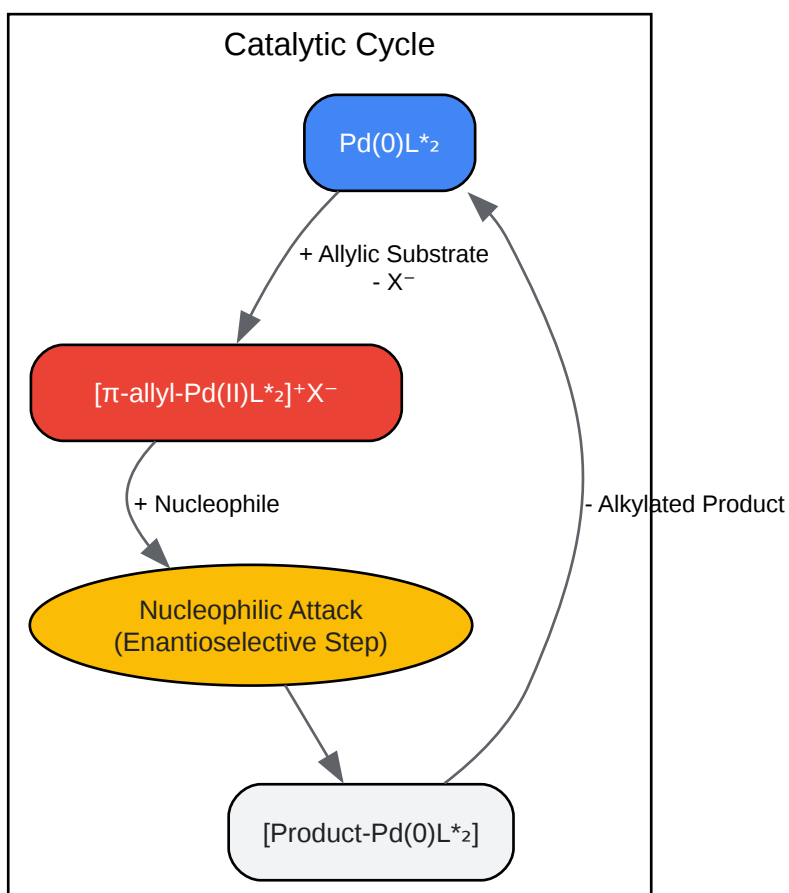 Catalytic Cycle
Pd(0)L*₂
+ Allylic Substrate
- X⁻
[π-allyl-Pd(II)L*₂]⁺X⁻
+ Nucleophile
- Alkylated Product
Nucleophilic Attack
(Enantioselective Step)
[Product-Pd(0)L*₂]